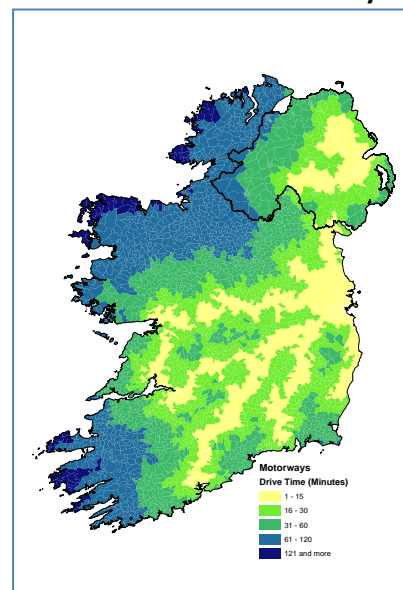 Motorways
Drive Time (Minutes)
1 - 15
16 - 30
31 - 60
61 - 120
121 and more